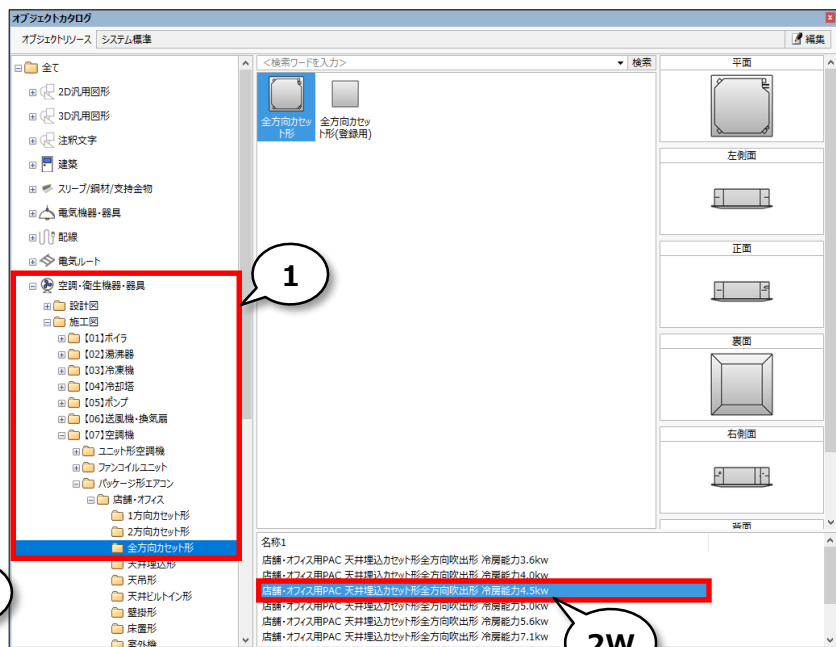 オブジェクトカタログ
オブジェクトリソース システム標準 編集
全て
2D汎用図形
3D汎用図形
注釈文字
建築
スリーブ/鋼材/支持金物
電気機器・器具
配線
電気ルート
空調・衛生機器・器具
設計図
施工図
【01】ボイラ
【02】湯沸器
【03】冷凍機
【04】冷却塔
【05】ポンプ
【06】送風機・換気扇
【07】空調機
ユニット形空調機
ファンコイルユニット
パッケージ形エアコン
店舗・オフィス
1方向カセット形
2方向カセット形
全方向カセット形
天井埋込形
天吊形
天井ビルトイン形
壁掛形
床置形
室外機
1
<検索ワードを入力> 検索
全方向カセッ
ト形
全方向カセッ
ト形(登録用)
平面
左側面
正面
裏面
右側面
背面
名称1
店舗・オフィス用PAC 天井埋込カセット形全方向吹出形 冷房能力3.6kw
店舗・オフィス用PAC 天井埋込カセット形全方向吹出形 冷房能力4.0kw
店舗・オフィス用PAC 天井埋込カセット形全方向吹出形 冷房能力4.5kw
店舗・オフィス用PAC 天井埋込カセット形全方向吹出形 冷房能力5.0kw
店舗・オフィス用PAC 天井埋込カセット形全方向吹出形 冷房能力5.6kw
店舗・オフィス用PAC 天井埋込カセット形全方向吹出形 冷房能力7.1kw
2W